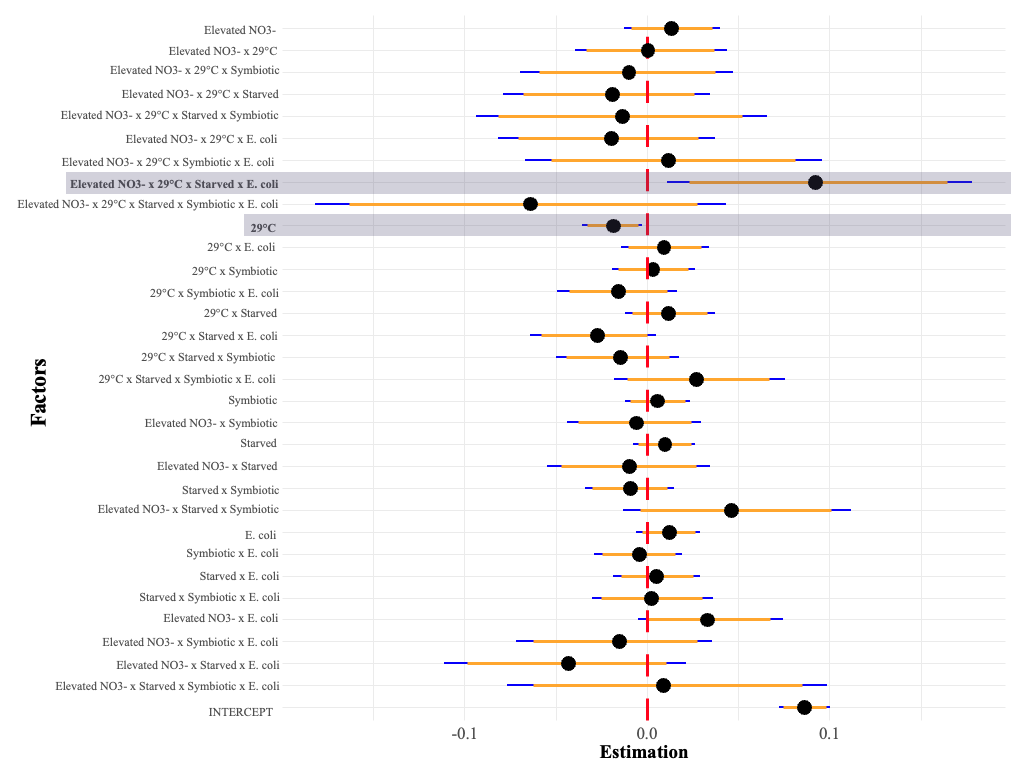 Elevated NO3-
Elevated NO3- x 29°C
Elevated NO3- x 29°C x Symbiotic
Elevated NO3- x 29°C x Starved
Elevated NO3- x 29°C x Starved x Symbiotic
Elevated NO3- x 29°C x E. coli
Elevated NO3- x 29°C x Symbiotic x E. coli
Elevated NO3- x 29°C x Starved x E. coli
Elevated NO3- x 29°C x Starved x Symbiotic x E. coli
29°C
29°C x E. coli
29°C x Symbiotic
29°C x Symbiotic x E. coli
29°C x Starved
29°C x Starved x E. coli
29°C x Starved x Symbiotic
29°C x Starved x Symbiotic x E. coli
Symbiotic
Elevated NO3- x Symbiotic
Starved
Elevated NO3- x Starved
Starved x Symbiotic
Elevated NO3- x Starved x Symbiotic
E. coli
Symbiotic x E. coli
Starved x E. coli
Starved x Symbiotic x E. coli
Elevated NO3- x E. coli
Elevated NO3- x Symbiotic x E. coli
Elevated NO3- x Starved x E. coli
Elevated NO3- x Starved x Symbiotic x E. coli
INTERCEPT
Factors
-0.1 0.0 0.1
Estimation